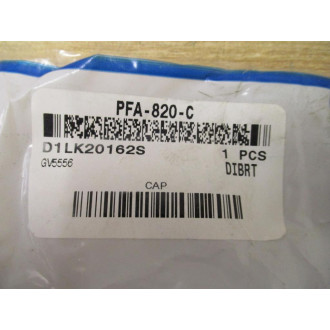 PFA-820-C
D1LK20162S 1 PCS
GV5556 DIBRT
CAP